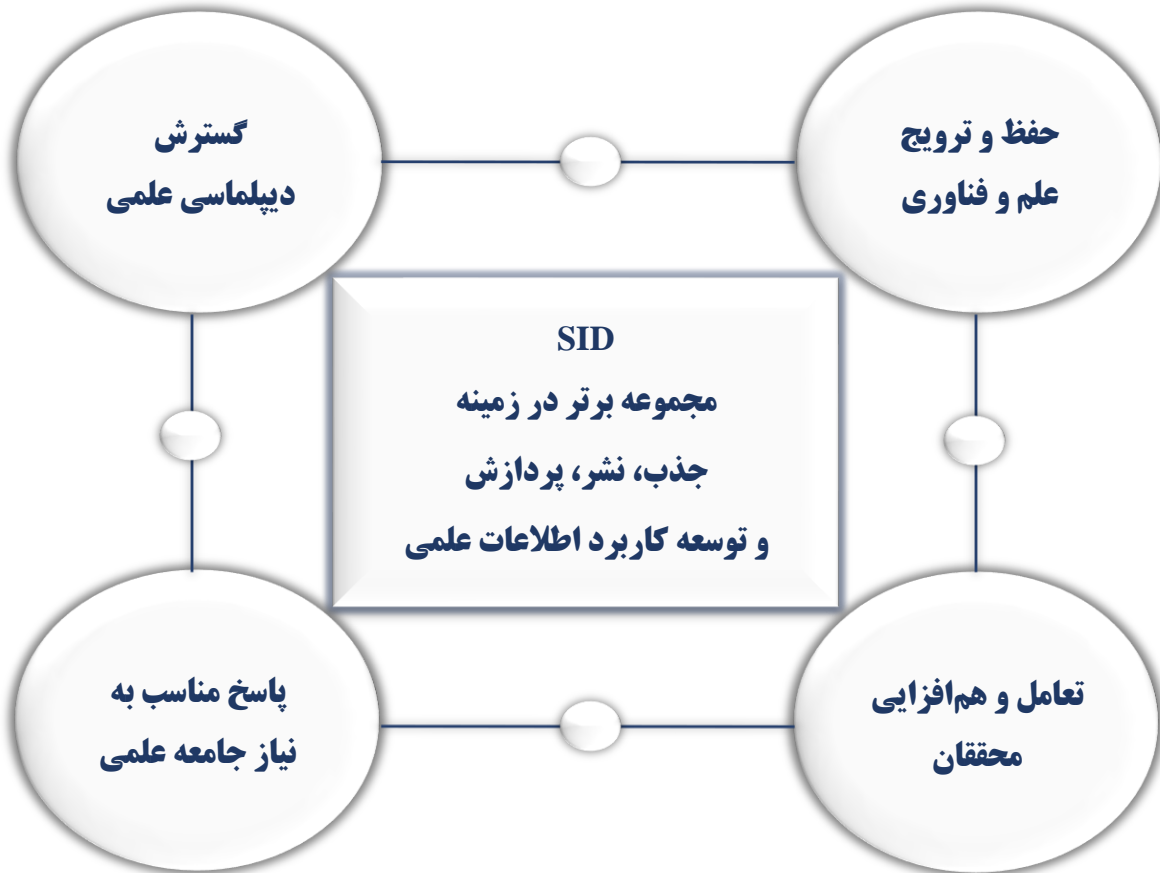 حفظ و ترویج
علم و فناوری
گسترش
دیپلماسی علمی
SID
مجموعه برتر در زمینه
جذب، نشر، پردازش
و توسعه کاربرد اطلاعات علمی
تعامل و هم‌افزایی
محققان
پاسخ مناسب به
نیاز جامعه علمی